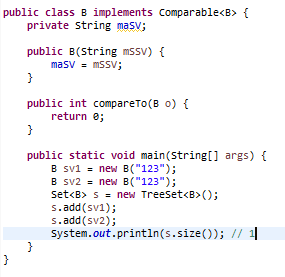 public class B implements Comparable<B> {
private String maSV;
public B(String mSSV) {
maSV = mSSV;
}
public int compareTo(B o) {
return 0;
}
public static void main(String[] args) {
B sv1 = new B("123");
B sv2 = new B("123");
Set<B> s = new TreeSet<B>();
s.add(sv1);
s.add(sv2);
System.out.println(s.size()); // 1
}
}